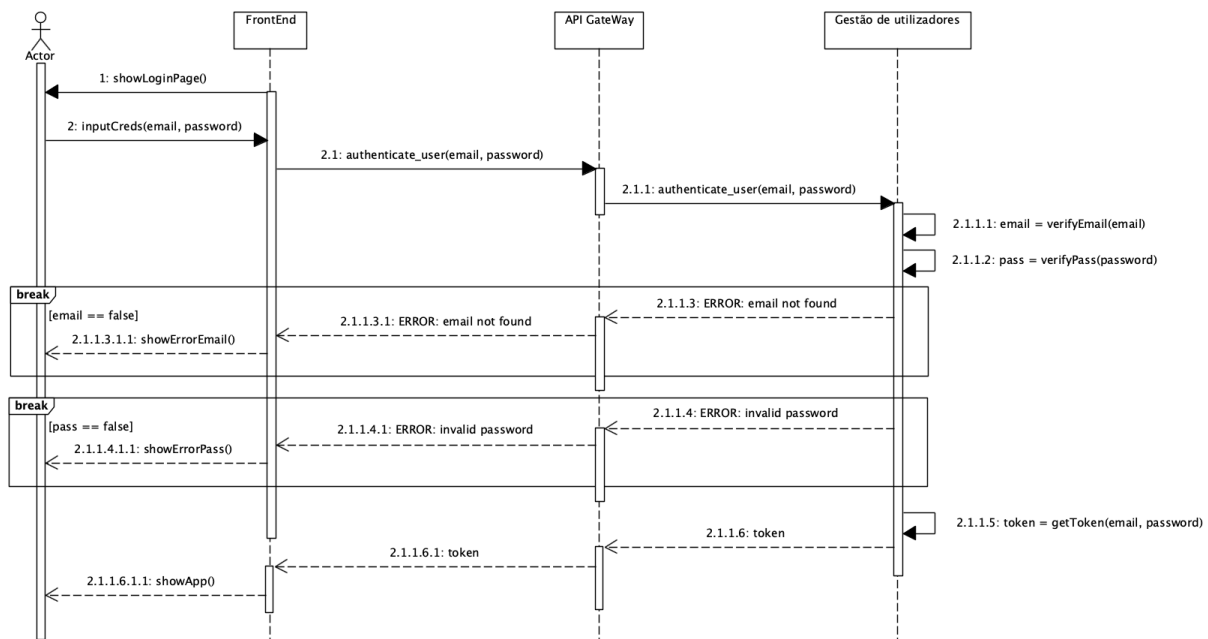 FrontEnd
API GateWay
Gestão de utilizadores
Actor
1: showLoginPage()
2: inputCreds(email, password)
2.1: authenticate_user(email, password)
2.1.1: authenticate_user(email, password)
2.1.1.1: email = verifyEmail(email)
2.1.1.2: pass = verifyPass(password)
break
[email == false]
2.1.1.3: ERROR: email not found
2.1.1.3.1: ERROR: email not found
2.1.1.3.1.1: showErrorEmail()
break
[pass == false]
2.1.1.4: ERROR: invalid password
2.1.1.4.1: ERROR: invalid password
2.1.1.4.1.1: showErrorPass()
2.1.1.5: token = getToken(email, password)
2.1.1.6: token
2.1.1.6.1: token
2.1.1.6.1.1: showApp()